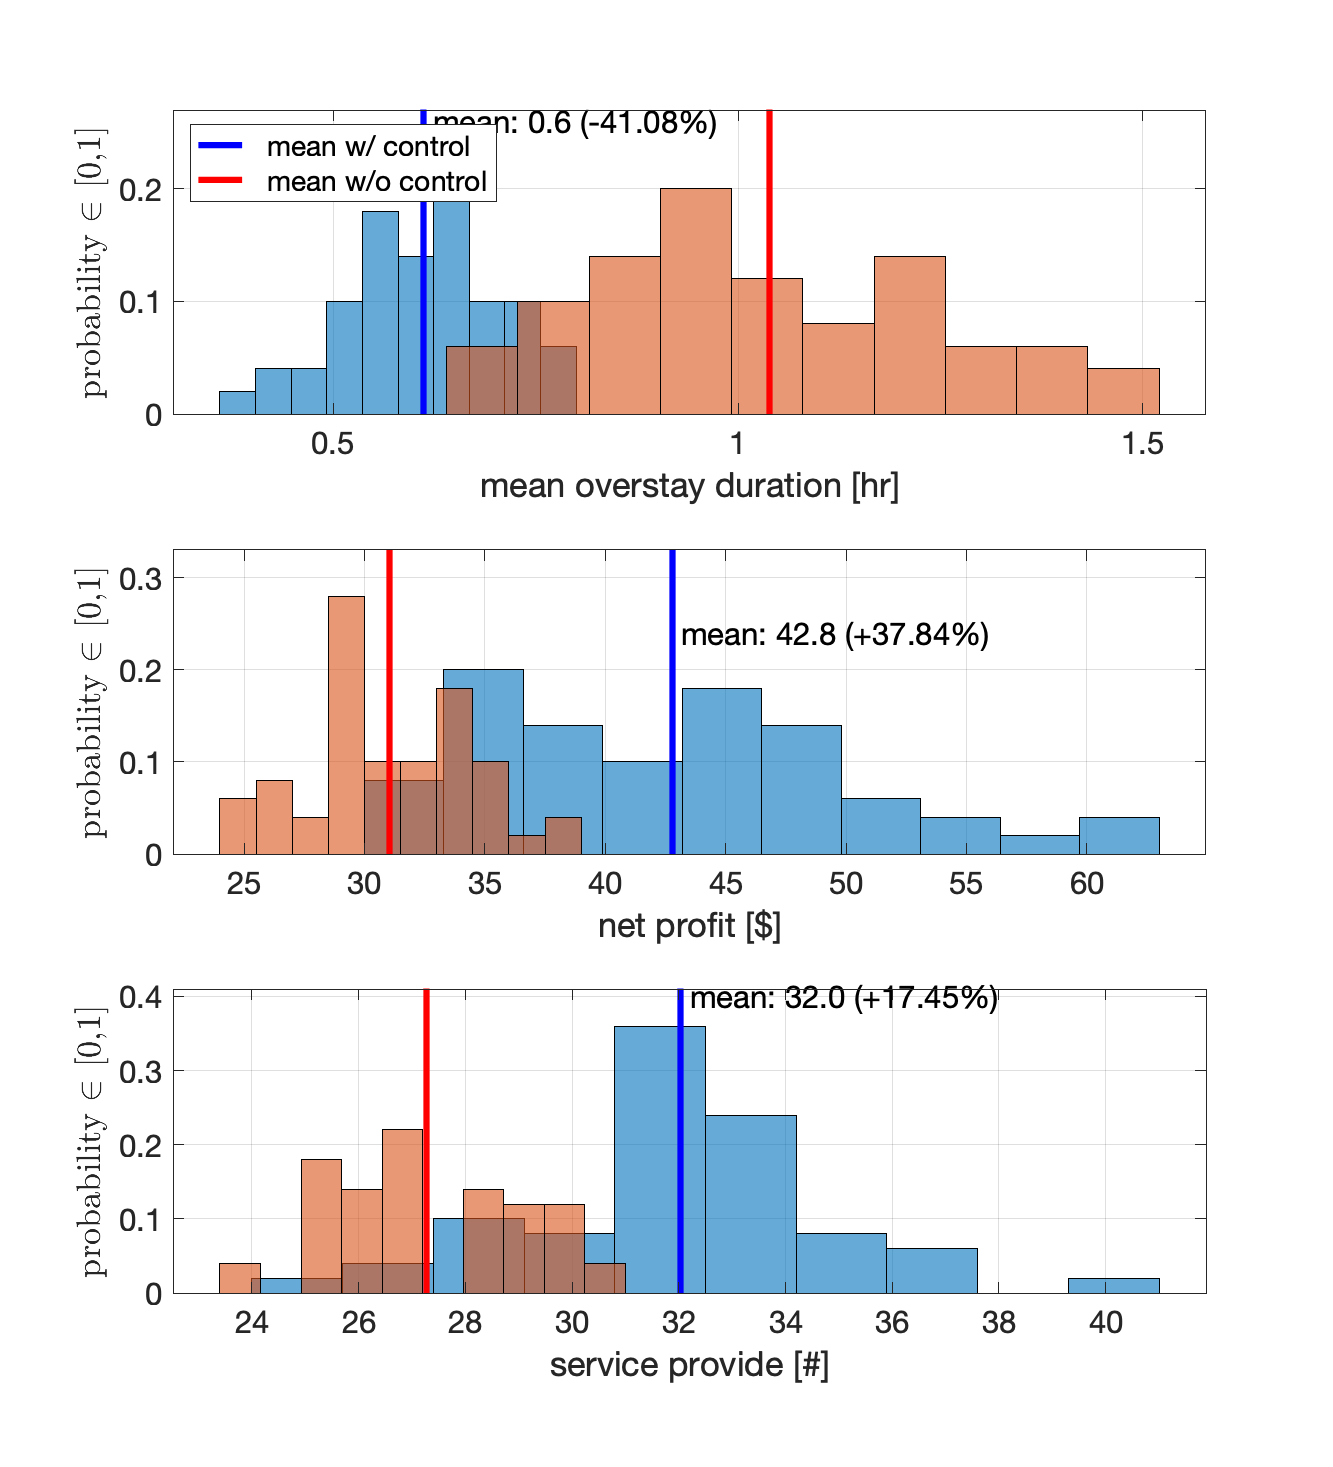 mean: 0.6 (-41.08%)
mean w/ control
mean w/o control
probability ∈ [0,1]
0.2
0.1
0
0.5
1
1.5
mean overstay duration [hr]
probability ∈ [0,1]
0.3
0.2
0.1
0
mean: 42.8 (+37.84%)
25
30
35
40
45
50
55
60
net profit [$]
probability ∈ [0,1]
0.4
0.3
0.2
0.1
0
mean: 32.0 (+17.45%)
24
26
28
30
32
34
36
38
40
service provide [#]